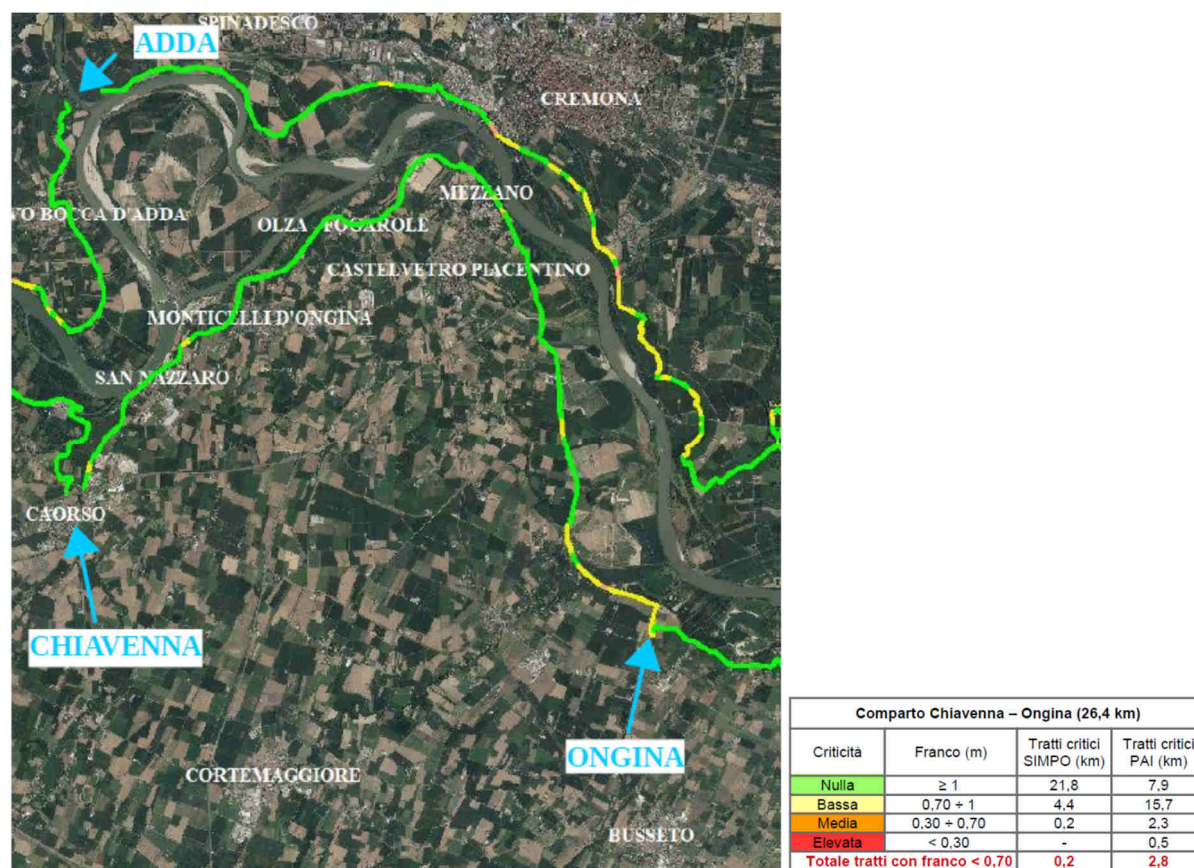 SPINADESCO
ADDA
CREMONA
MEZZANO
VO BOCCA D'ADDA
OLZA - FOGAROLE
CASTELVETRO PIACENTINO
MONTICELLI D'ONGINA
SAN NAZZARO
CAORSO
CHIAVENNA
ONGINA
CORTEMAGGIORE
BUSSETO
Comparto Chiavenna – Ongina (26,4 km)
Criticità Franco (m) Tratti critici SIMPO (km) Tratti critici PAI (km)
Nulla ≥ 1 21,8 7,9
Bassa 0,70 ÷ 1 4,4 15,7
Media 0,30 ÷ 0,70 0,2 2,3
Elevata < 0,30 - 0,5
Totale tratti con franco < 0,70 0,2 2,8